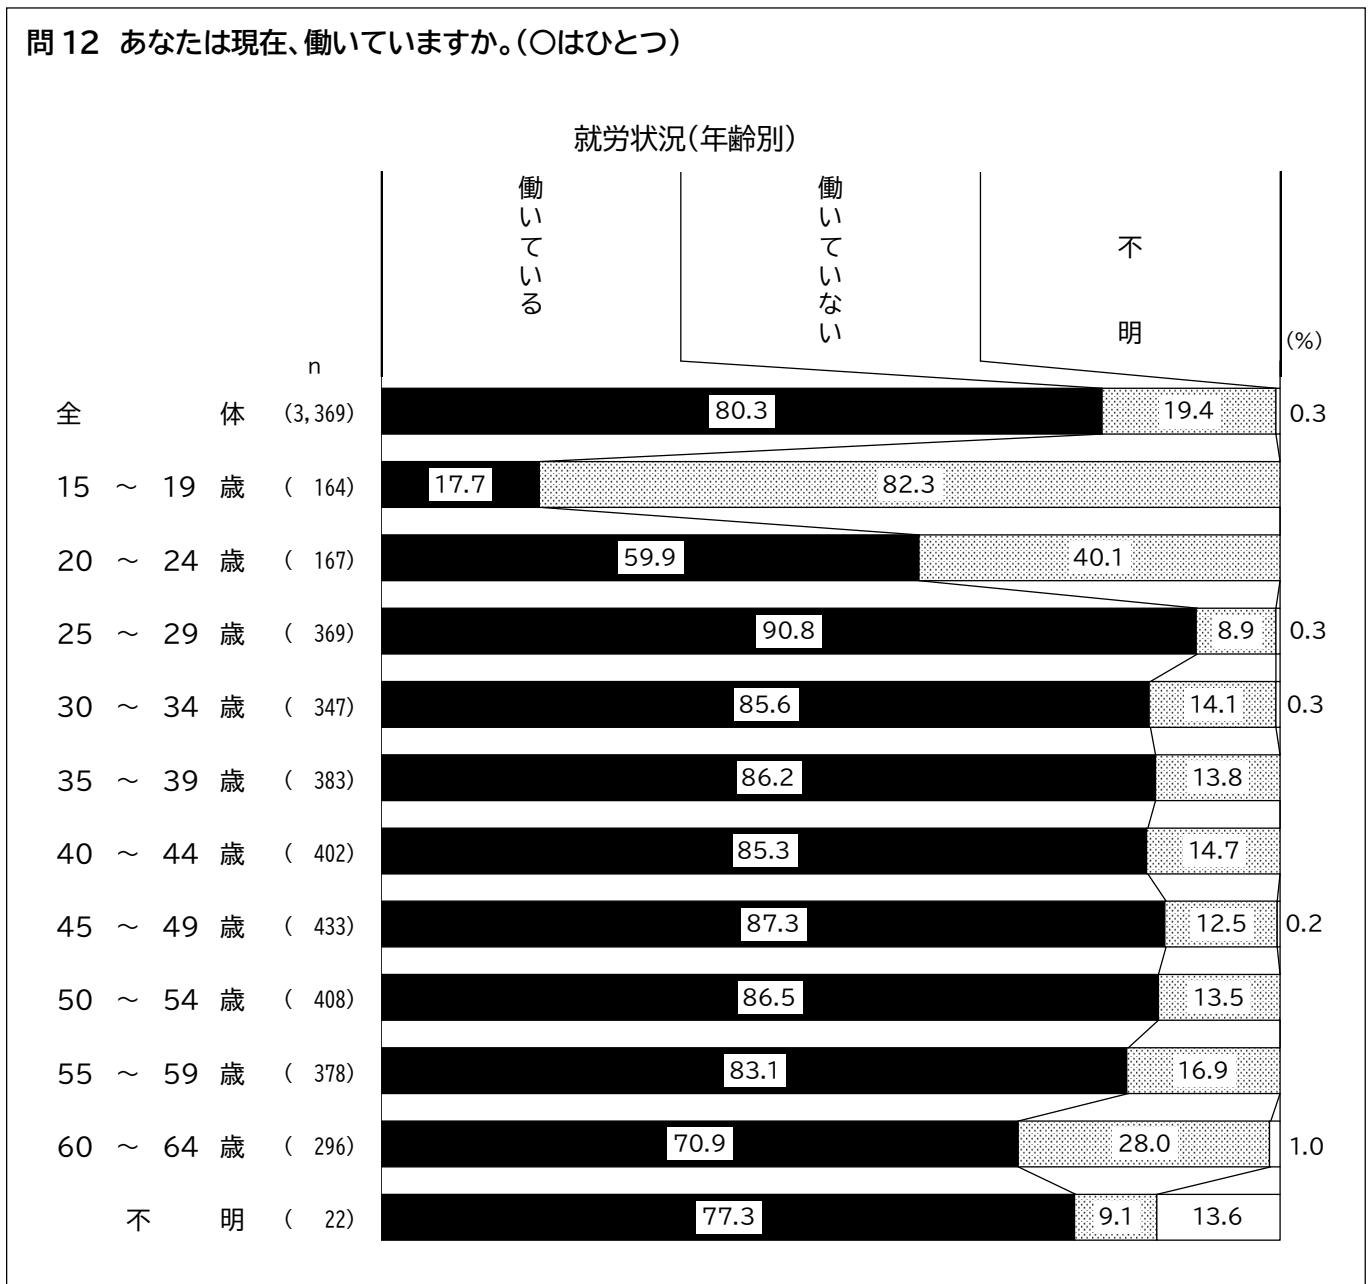 問12 あなたは現在、働いていますか。(○はひとつ)
就労状況(年齢別)
働いている
働いていない
不明
(%)
n
全体 (3,369) 80.3 19.4 0.3
15 ～ 19 歳 ( 164) 17.7 82.3
20 ～ 24 歳 ( 167) 59.9 40.1
25 ～ 29 歳 ( 369) 90.8 8.9 0.3
30 ～ 34 歳 ( 347) 85.6 14.1 0.3
35 ～ 39 歳 ( 383) 86.2 13.8
40 ～ 44 歳 ( 402) 85.3 14.7
45 ～ 49 歳 ( 433) 87.3 12.5 0.2
50 ～ 54 歳 ( 408) 86.5 13.5
55 ～ 59 歳 ( 378) 83.1 16.9
60 ～ 64 歳 ( 296) 70.9 28.0 1.0
不明 ( 22) 77.3 9.1 13.6